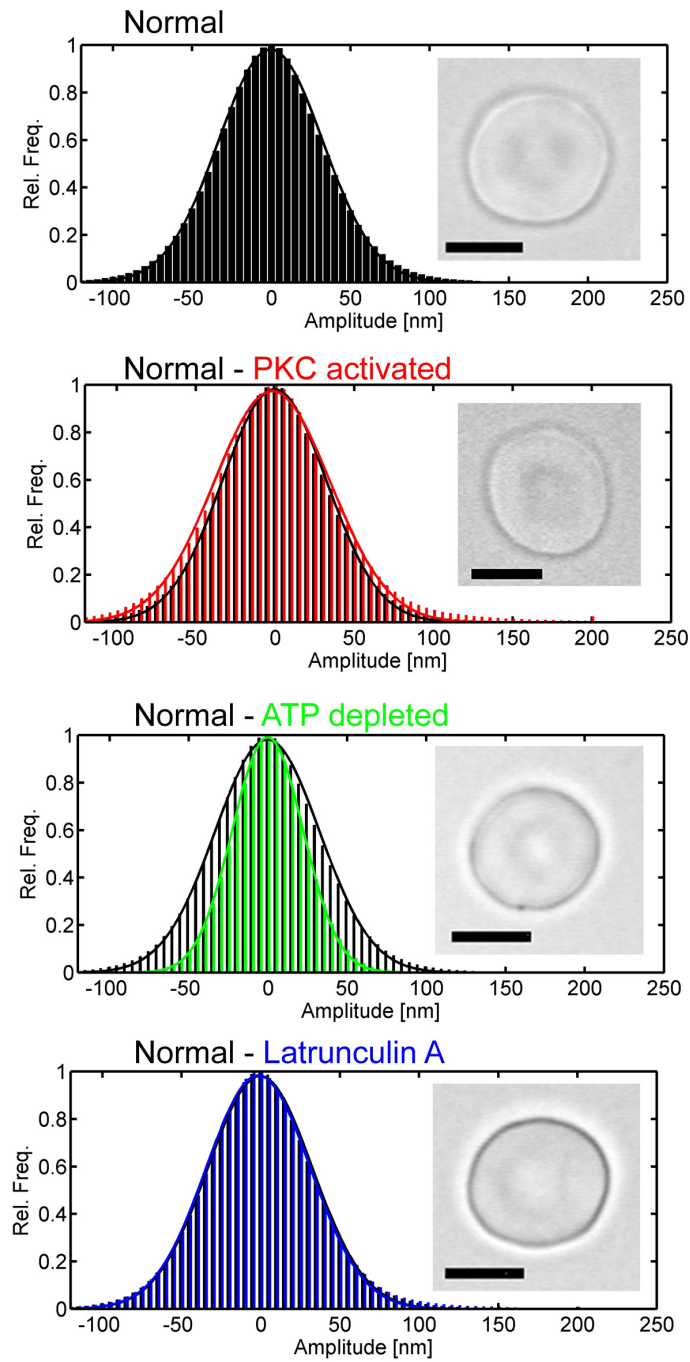 Normal
1
0.8
0.6
0.4
0.2
0
Rel. Freq.
-100 -50 0 50 100 150 200 250
Amplitude [nm]
Normal - PKC activated
1
0.8
0.6
0.4
0.2
0
Rel. Freq.
-100 -50 0 50 100 150 200 250
Amplitude [nm]
Normal - ATP depleted
1
0.8
0.6
0.4
0.2
0
Rel. Freq.
-100 -50 0 50 100 150 200 250
Amplitude [nm]
Normal - Latrunculin A
1
0.8
0.6
0.4
0.2
0
Rel. Freq.
-100 -50 0 50 100 150 200 250
Amplitude [nm]